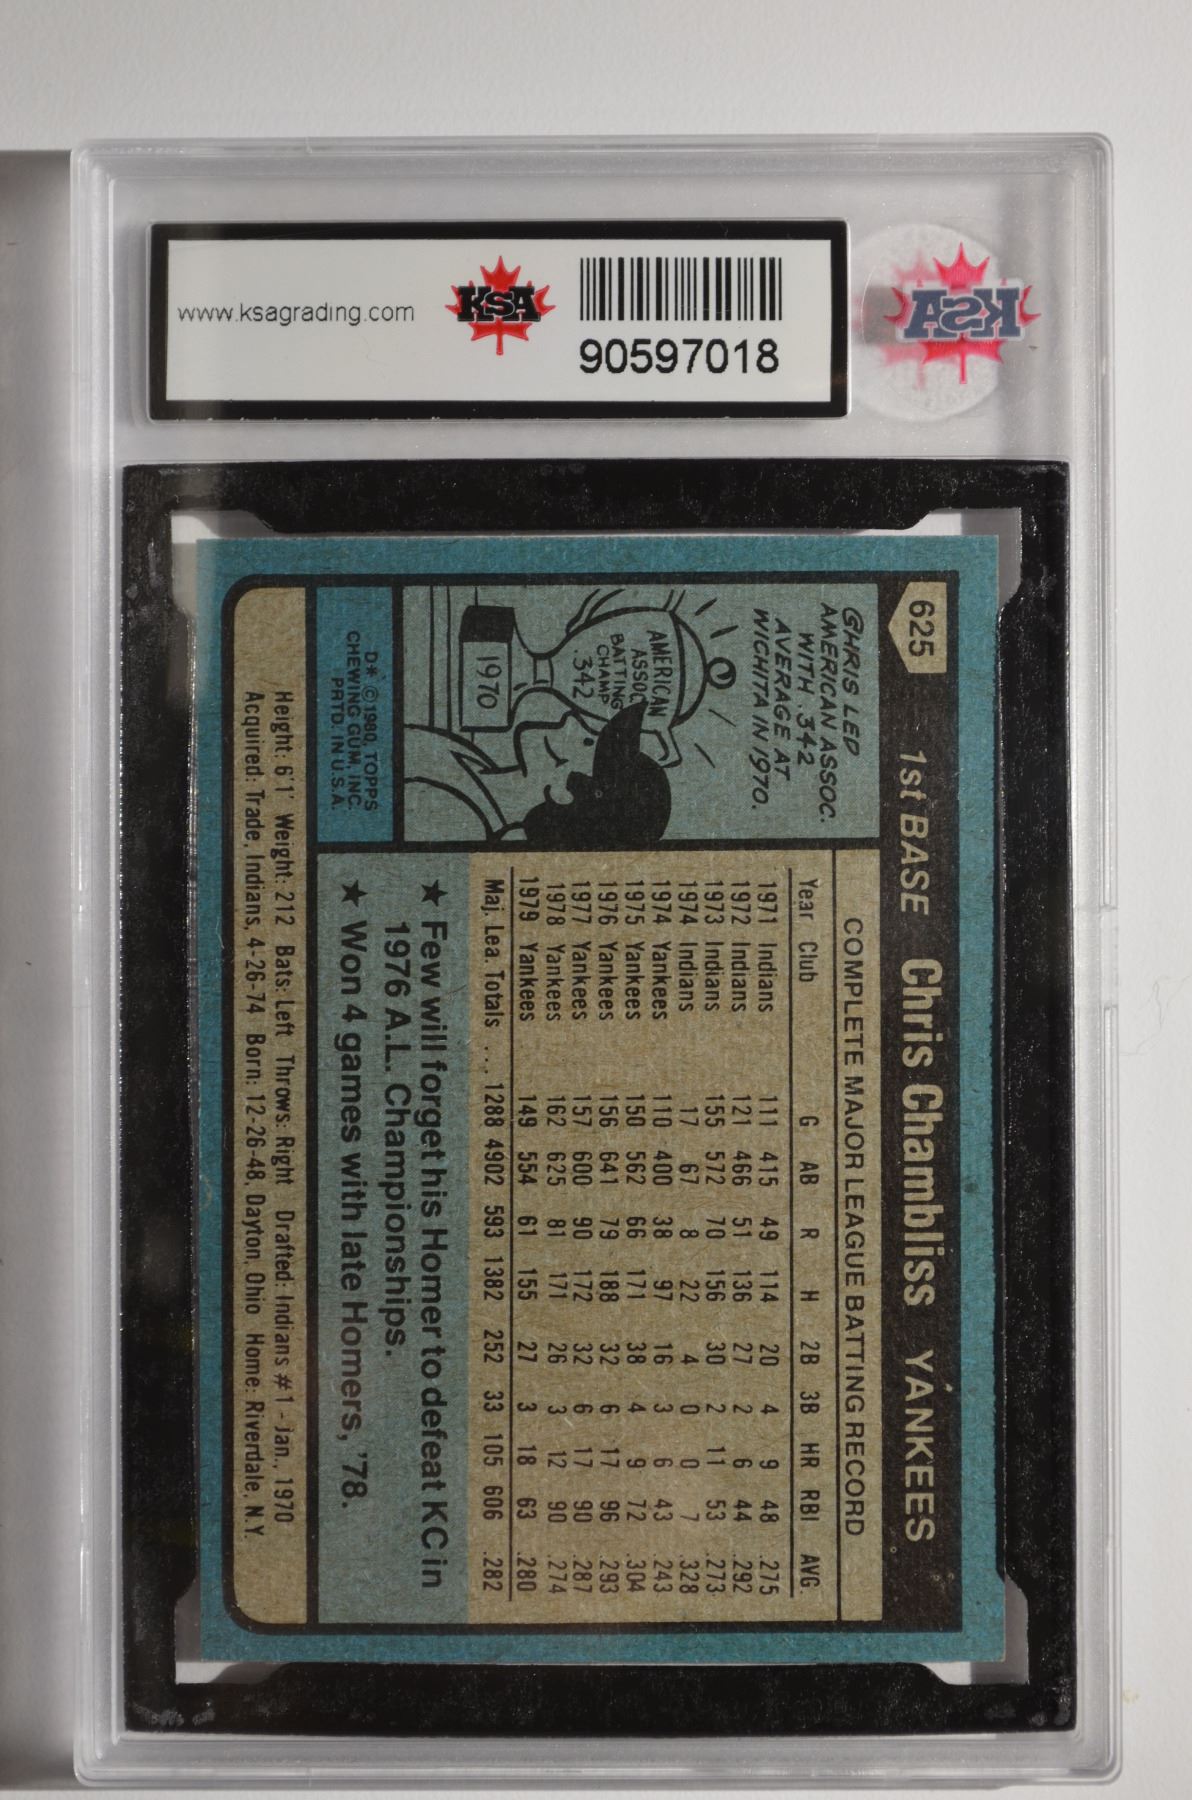 www.ksagrading.com
KSA
90597018
KSA
625
1st BASE Chris Chambliss YANKEES
CHRIS LED
AMERICAN ASSOC.
WITH .342
AVERAGE AT
WICHITA IN 1970.
AMERICAN
ASSOC
BATTING
CHAMP
.342
1970
D* © 1980, TOPPS
CHEWING GUM, INC.
PRTD. IN U.S.A.
COMPLETE MAJOR LEAGUE BATTING RECORD
Year Club G AB R H 2B 3B HR RBI AVG.
1971 Indians 111 415 49 114 20 4 9 48 .275
1972 Indians 121 466 51 136 27 2 6 44 .292
1973 Indians 155 572 70 156 30 2 11 53 .273
1974 Indians 17 67 8 22 4 0 0 7 .328
1974 Yankees 110 400 38 97 16 3 6 43 .243
1975 Yankees 150 562 66 171 38 4 9 72 .304
1976 Yankees 156 641 79 188 32 6 17 96 .293
1977 Yankees 157 600 90 172 32 6 17 90 .287
1978 Yankees 162 625 81 171 26 3 12 90 .274
1979 Yankees 149 554 61 155 27 3 18 63 .280
Maj. Lea. Totals .... 1288 4902 593 1382 252 33 105 606 .282
★ Few will forget his Homer to defeat KC in
1976 A.L. Championships.
★ Won 4 games with late Homers, '78.
Height: 6'1' Weight: 212 Bats: Left Throws: Right Drafted: Indians #1 - Jan., 1970
Acquired: Trade, Indians, 4-26-74 Born: 12-26-48, Dayton, Ohio Home: Riverdale, N.Y.